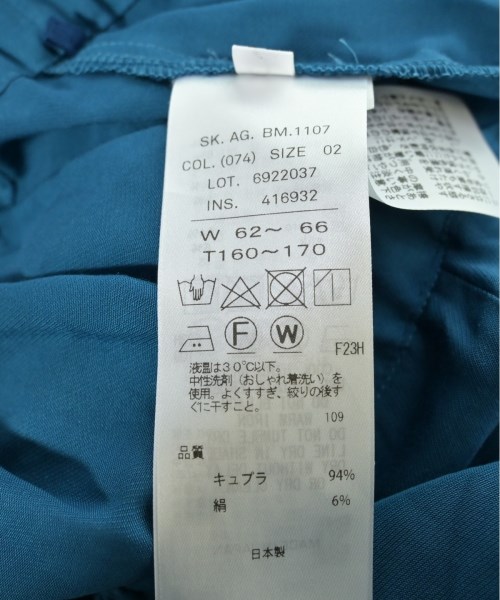 SK. AG. BM.1107
COL. (074) SIZE 02
LOT. 6922037
INS. 416932
W 62～ 66
T160～170
F W
F23H
液温は30℃以下。
中性洗剤(おしゃれ着洗い)を
使用。よくすすぎ、絞りの後す
ぐに干すこと。
109
品質
キュプラ 94%
絹 6%
日本製